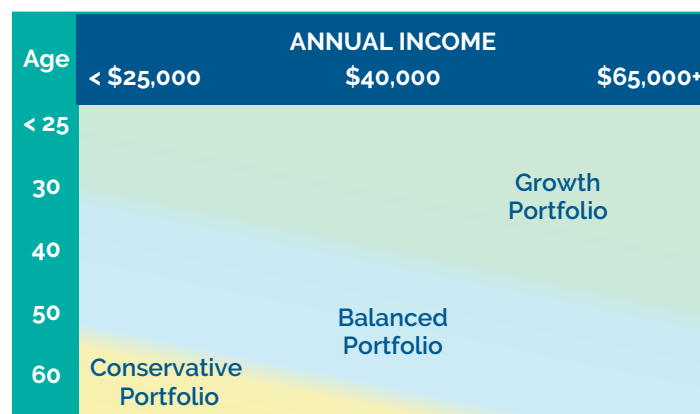 ANNUAL INCOME
Age
< $25,000 $40,000 $65,000+
< 25
30
Growth
Portfolio
40
50
Balanced
Portfolio
60
Conservative
Portfolio